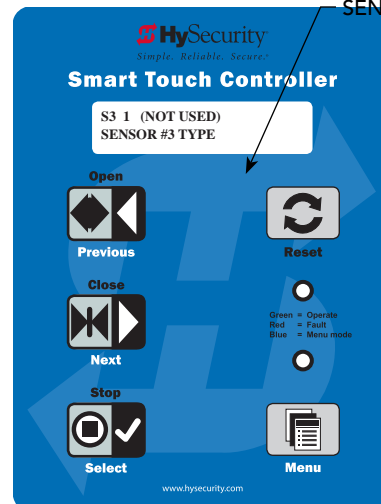 SEN
HySecurity
Simple. Reliable. Secure.
Smart Touch Controller
S3 1 (NOT USED)
SENSOR #3 TYPE
Open
Previous
Reset
Close
Next
Green = Operate
Red = Fault
Blue = Menu mode
Stop
Select
Menu
www.hysecurity.com